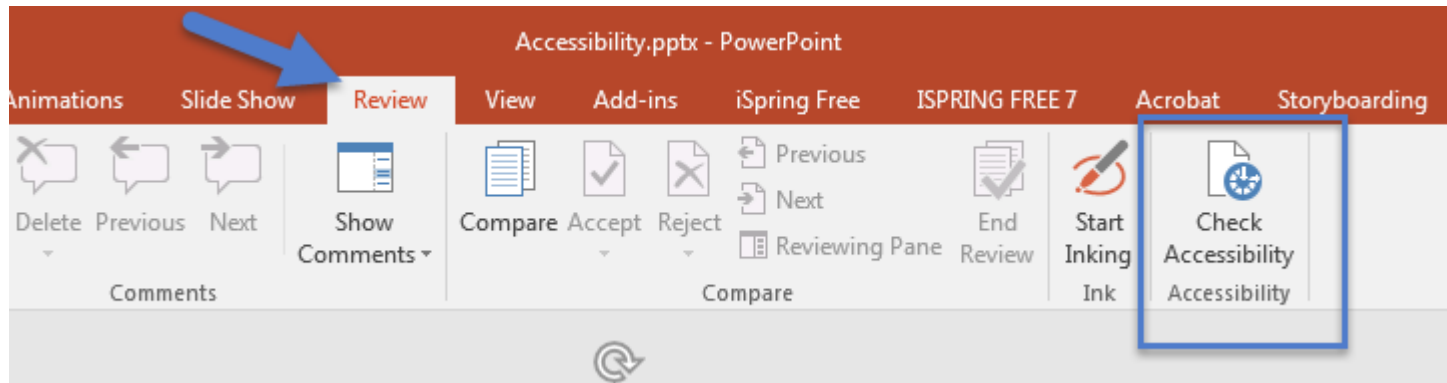 Accessibility.pptx - PowerPoint
Animations Slide Show Review View Add-ins iSpring Free ISPRING FREE 7 Acrobat Storyboarding
Delete Previous Next
Show
Comments
Comments
Compare Accept Reject
Previous
Next
Reviewing Pane
End
Review
Compare
Start
Inking
Ink
Check
Accessibility
Accessibility